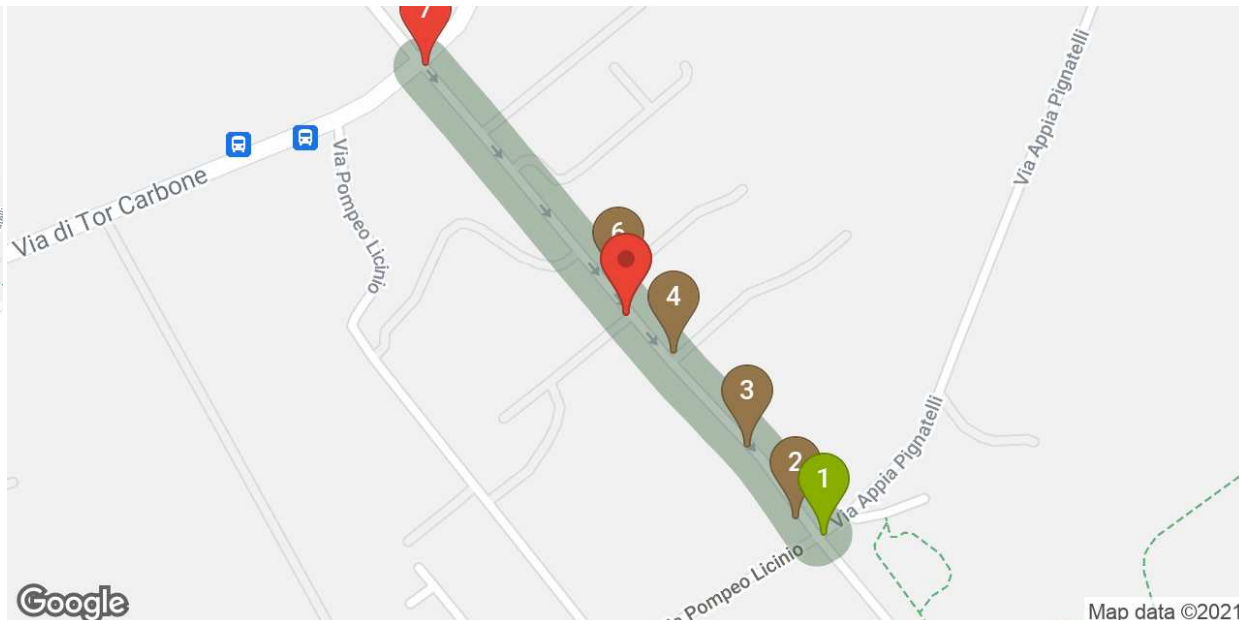 7
Via Appia Pignatelli
Via di Tor Carbone
Via Pompeo Licinio
6
4
3
2
1
Via Appia Pignatelli
Pompeo Licinio
Google
Map data ©2021